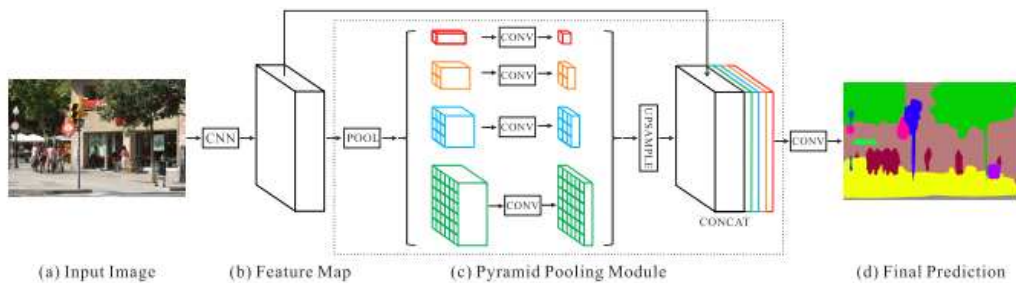 CNN
POOL
CONV
CONV
CONV
CONV
UPSAMPLE
CONCAT
CONV
(a) Input Image
(b) Feature Map
(c) Pyramid Pooling Module
(d) Final Prediction